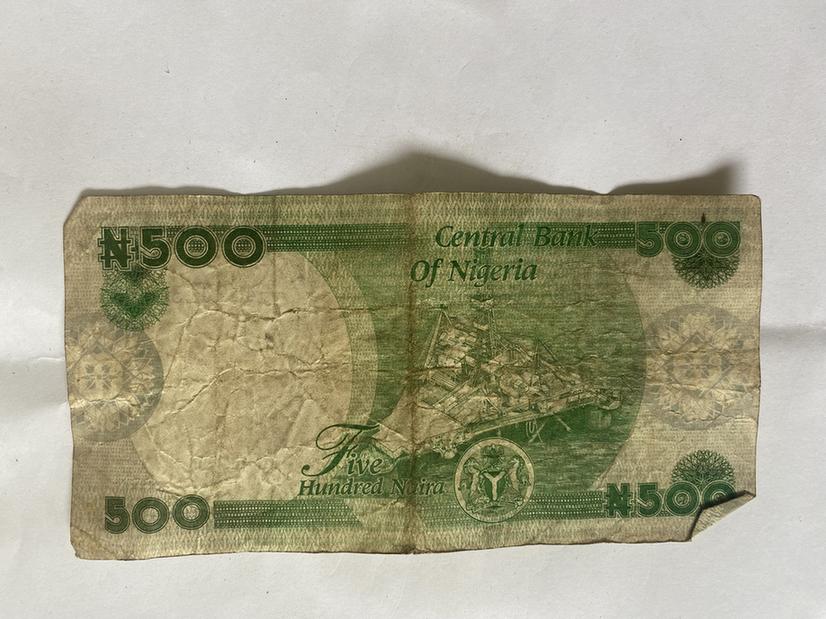 ₦500
Central Bank
Of Nigeria
500
Five
Hundred Naira
500
₦500